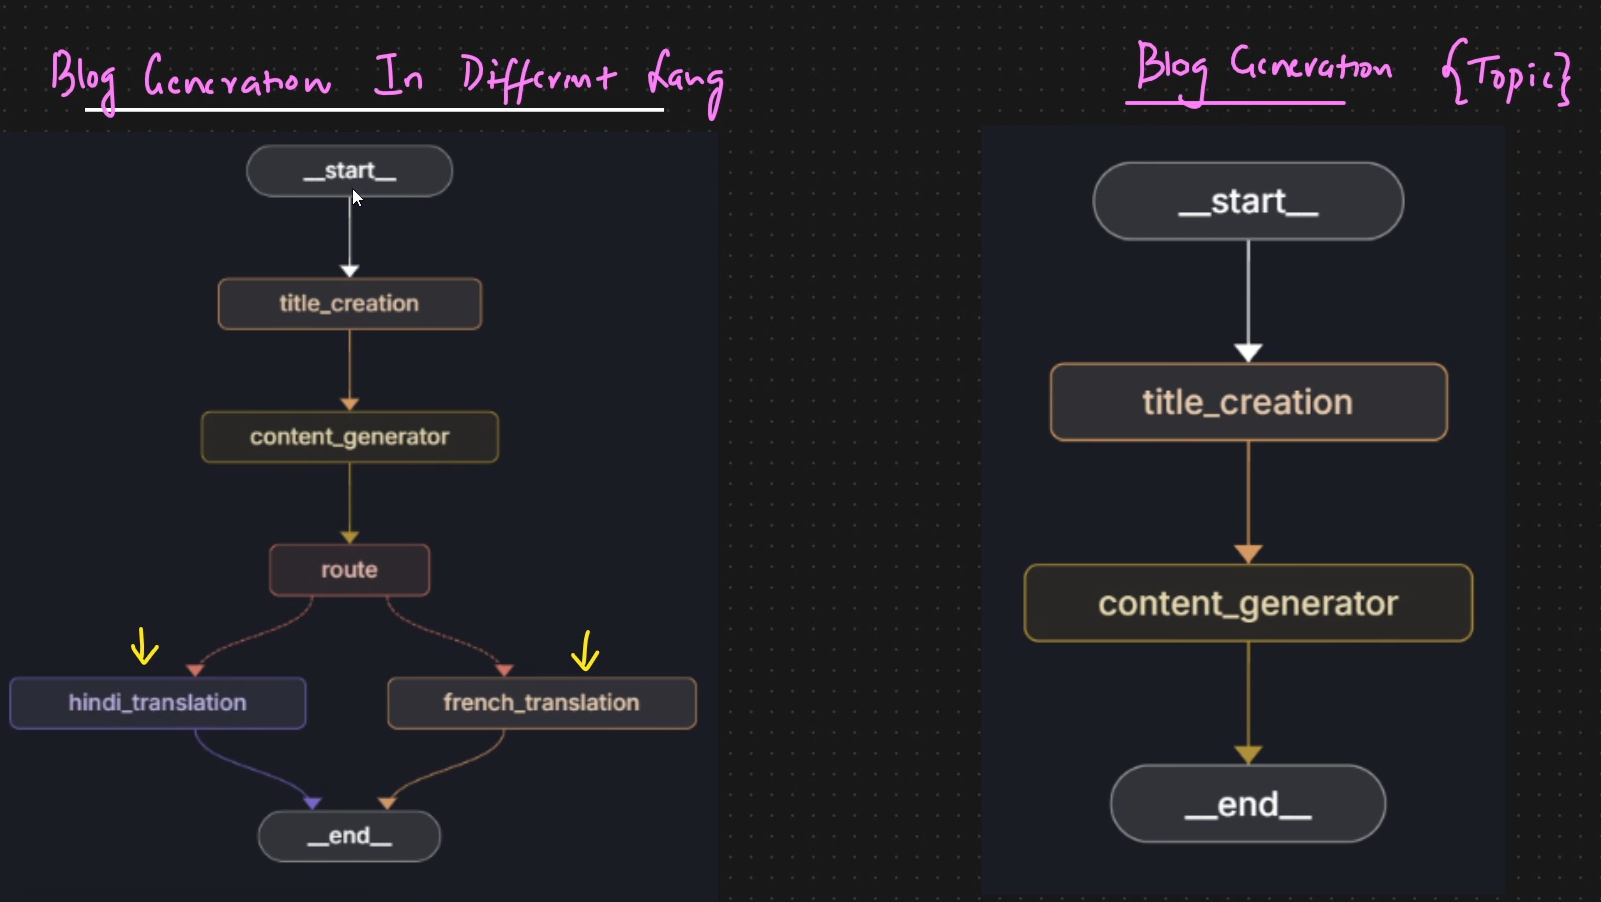 Blog Generation In Different Lang
__start__
title_creation
content_generator
route
hindi_translation
french_translation
__end__
Blog Generation {Topic}
__start__
title_creation
content_generator
__end__